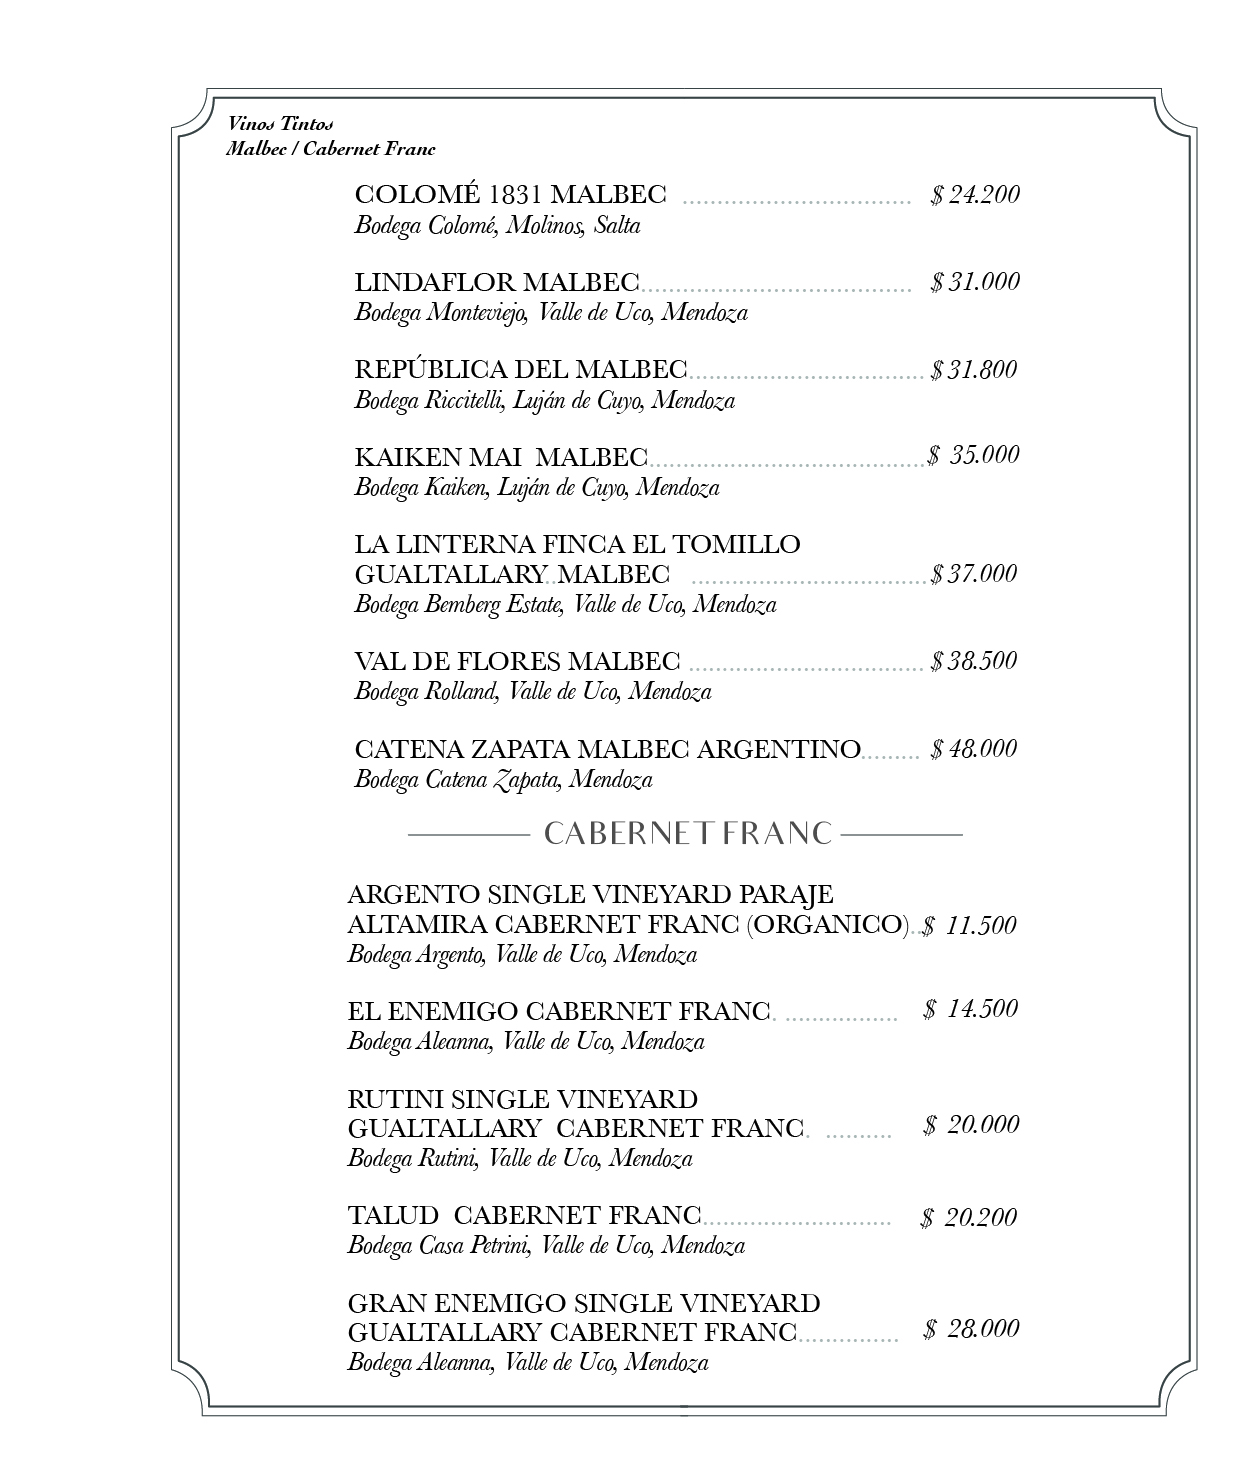 Vinos Tintos
Malbec / Cabernet Franc
COLOMÉ 1831 MALBEC ............................... $ 24.200
Bodega Colomé, Molinos, Salta
LINDAFLOR MALBEC..................................... $ 31.000
Bodega Monteviejo, Valle de Uco, Mendoza
REPÚBLICA DEL MALBEC................................ $ 31.800
Bodega Riccitelli, Luján de Cuyo, Mendoza
KAIKEN MAI  MALBEC..................................... $ 35.000
Bodega Kaiken, Luján de Cuyo, Mendoza
LA LINTERNA FINCA EL TOMILLO
GUALTALLARY..MALBEC ................................ $ 37.000
Bodega Bemberg Estate, Valle de Uco, Mendoza
VAL DE FLORES MALBEC ................................ $ 38.500
Bodega Rolland, Valle de Uco, Mendoza
CATENA ZAPATA MALBEC ARGENTINO......... $ 48.000
Bodega Catena Zapata, Mendoza
CABERNET FRANC
ARGENTO SINGLE VINEYARD PARAJE
ALTAMIRA CABERNET FRANC (ORGANICO)..$ 11.500
Bodega Argento, Valle de Uco, Mendoza
EL ENEMIGO CABERNET FRANC. ................ $ 14.500
Bodega Aleanna, Valle de Uco, Mendoza
RUTINI SINGLE VINEYARD
GUALTALLARY  CABERNET FRANC. ......... $ 20.000
Bodega Rutini, Valle de Uco, Mendoza
TALUD  CABERNET FRANC.......................... $ 20.200
Bodega Casa Petrini, Valle de Uco, Mendoza
GRAN ENEMIGO SINGLE VINEYARD
GUALTALLARY CABERNET FRANC.............. $ 28.000
Bodega Aleanna, Valle de Uco, Mendoza